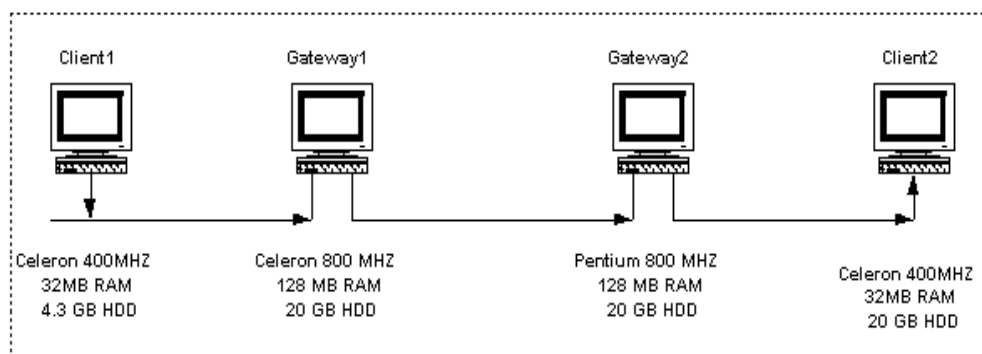 Client1
Gateway1
Gateway2
Client2
Celeron 400MHZ
32MB RAM
4.3 GB HDD
Celeron 800 MHZ
128 MB RAM
20 GB HDD
Pentium 800 MHZ
128 MB RAM
20 GB HDD
Celeron 400MHZ
32MB RAM
20 GB HDD